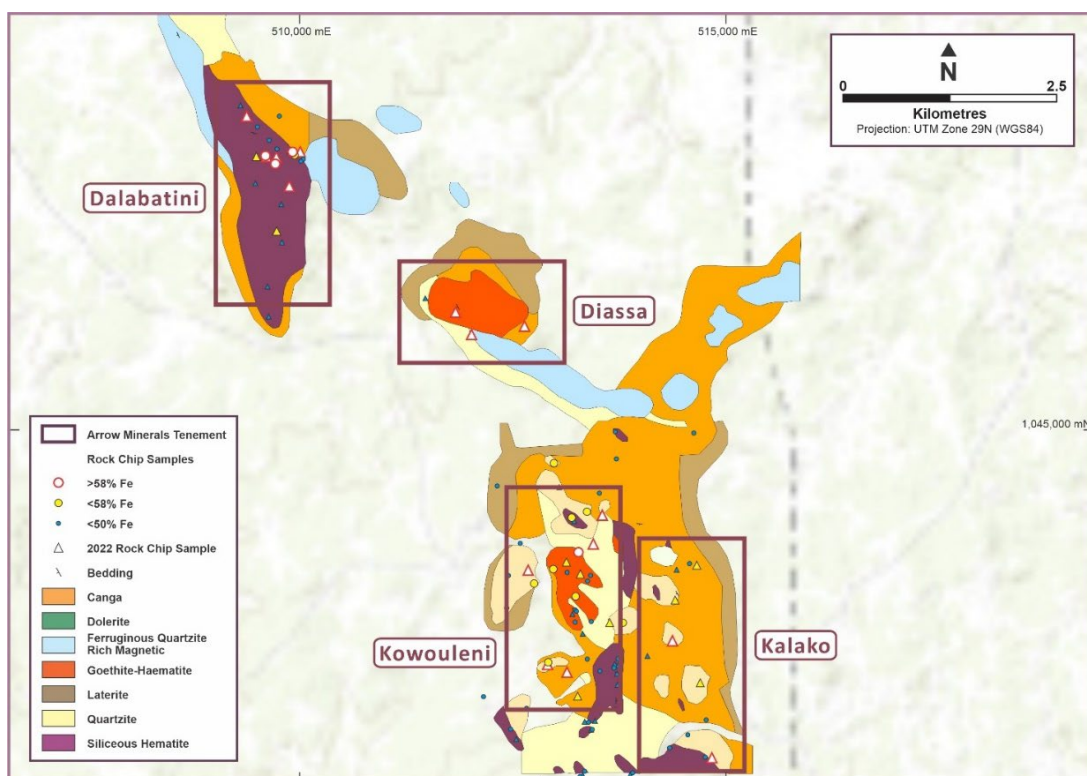 510,000 mE
515,000 mE
N
0
2.5
Kilometres
Projection: UTM Zone 29N (WGS84)
Dalabatini
Diassa
1,045,000 mN
Arrow Minerals Tenement
Rock Chip Samples
>58% Fe
<58% Fe
<50% Fe
2022 Rock Chip Sample
Bedding
Canga
Dolerite
Ferruginous Quartzite
Rich Magnetic
Goethite-Haematite
Laterite
Quartzite
Siliceous Hematite
Kowouleni
Kalako